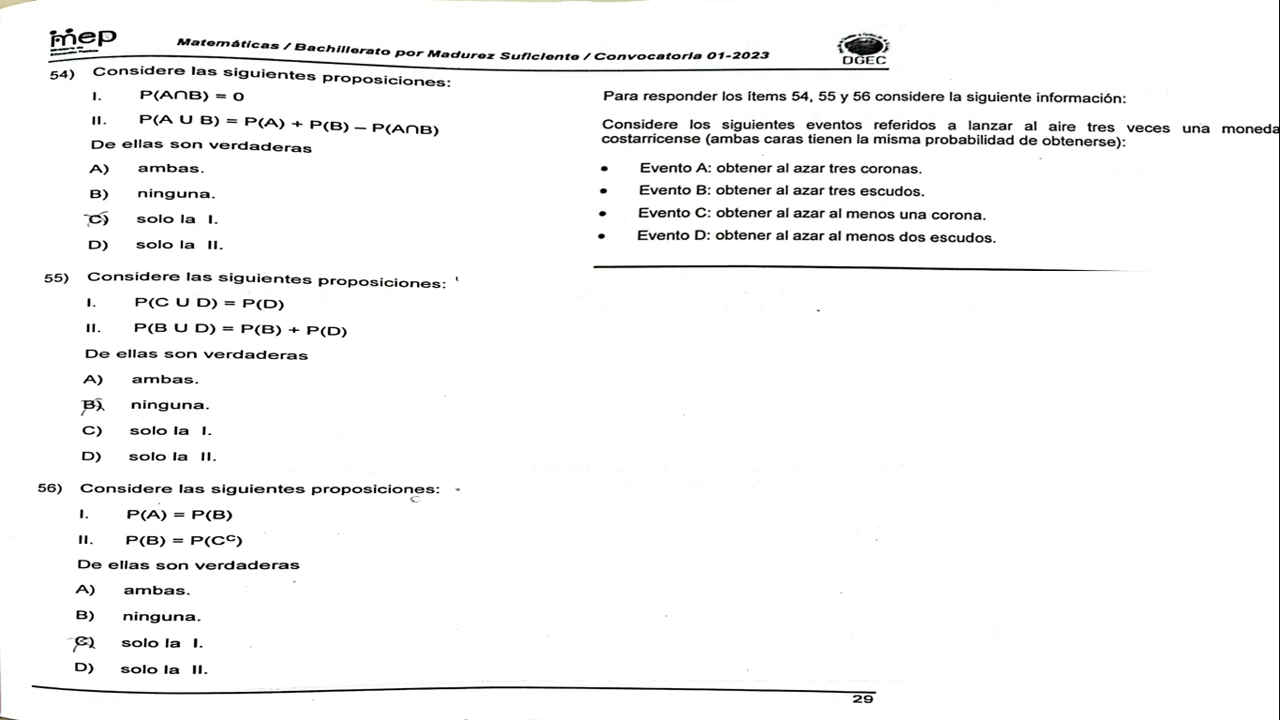 mep
Matemáticas / Bachillerato por Madurez Suficiente / Convocatoria 01-2023
DGEC
54) Considere las siguientes proposiciones:
I. P(A∩B) = 0
II. P(A U B) = P(A) + P(B) – P(A∩B)
De ellas son verdaderas
A) ambas.
B) ninguna.
C) solo la I.
D) solo la II.
Para responder los ítems 54, 55 y 56 considere la siguiente información:
Considere los siguientes eventos referidos a lanzar al aire tres veces una moneda
costarricense (ambas caras tienen la misma probabilidad de obtenerse):
• Evento A: obtener al azar tres coronas.
• Evento B: obtener al azar tres escudos.
• Evento C: obtener al azar al menos una corona.
• Evento D: obtener al azar al menos dos escudos.
55) Considere las siguientes proposiciones:
I. P(C U D) = P(D)
II. P(B U D) = P(B) + P(D)
De ellas son verdaderas
A) ambas.
B) ninguna.
C) solo la I.
D) solo la II.
56) Considere las siguientes proposiciones:
I. P(A) = P(B)
II. P(B) = P(Cᶜ)
De ellas son verdaderas
A) ambas.
B) ninguna.
C) solo la I.
D) solo la II.
29